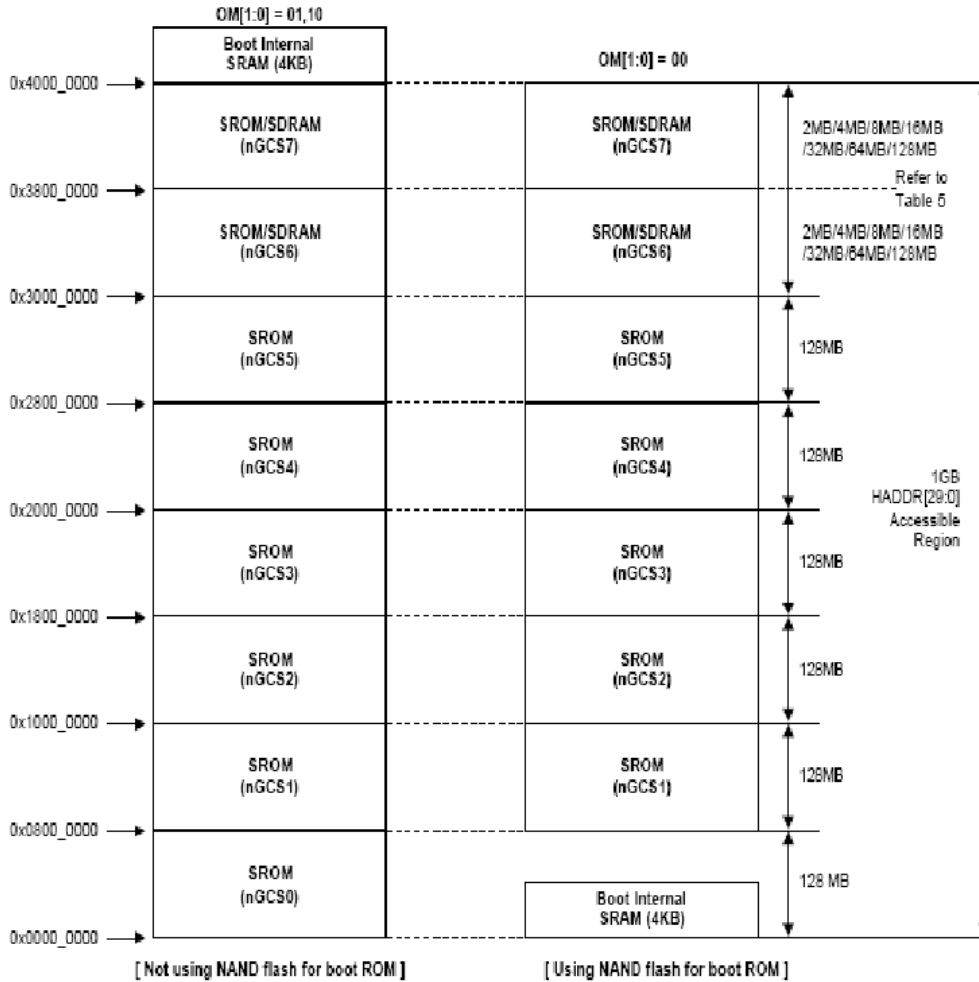 OM[1:0] = 01,10
Boot Internal
SRAM (4KB)
OM[1:0] = 00
0x4000_0000
SROM/SDRAM
(nGCS7)
SROM/SDRAM
(nGCS7)
2MB/4MB/8MB/16MB
/32MB/64MB/128MB
Refer to
Table 5
0x3800_0000
SROM/SDRAM
(nGCS6)
SROM/SDRAM
(nGCS6)
2MB/4MB/8MB/16MB
/32MB/64MB/128MB
0x3000_0000
SROM
(nGCS5)
SROM
(nGCS5)
128MB
0x2800_0000
SROM
(nGCS4)
SROM
(nGCS4)
128MB
1GB
HADDR[29:0]
Accessible
Region
0x2000_0000
SROM
(nGCS3)
SROM
(nGCS3)
128MB
0x1800_0000
SROM
(nGCS2)
SROM
(nGCS2)
128MB
0x1000_0000
SROM
(nGCS1)
SROM
(nGCS1)
128MB
0x0800_0000
SROM
(nGCS0)
128 MB
Boot Internal
SRAM (4KB)
0x0000_0000
[ Not using NAND flash for boot ROM ]
[ Using NAND flash for boot ROM ]